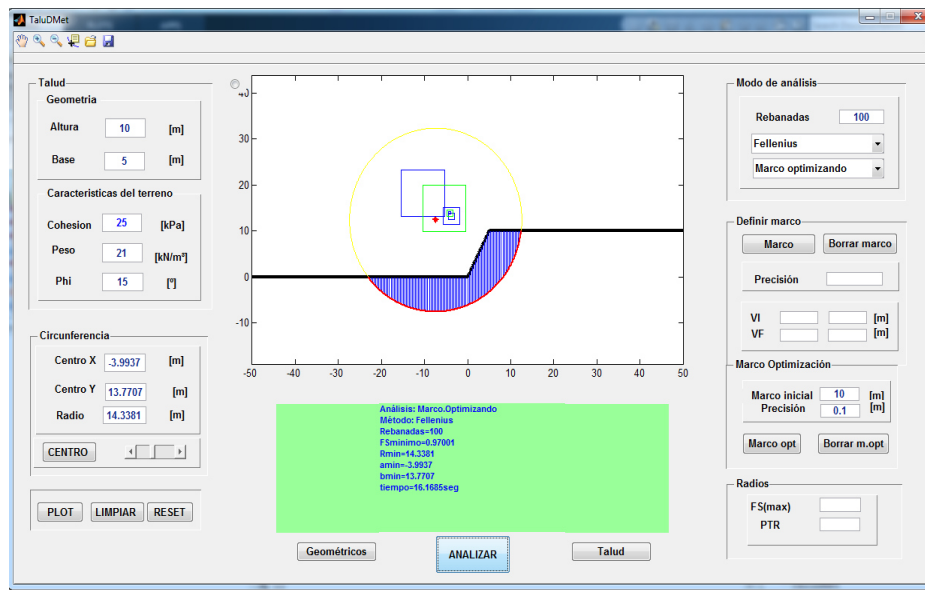 TaluDMet
Talud
Geometria
Altura 10 [m]
Base 5 [m]
Caracteristicas del terreno
Cohesion 25 [kPa]
Peso 21 [kN/m³]
Phi 15 [º]
Circunferencia
Centro X -3.9937 [m]
Centro Y 13.7707 [m]
Radio 14.3381 [m]
CENTRO
PLOT LIMPIAR RESET
40
30
20
10
0
-10
-50 -40 -30 -20 -10 0 10 20 30 40 50
Análisis: Marco.Optimizando
Método: Fellenius
Rebanadas=100
FSminimo=0.97001
Rmin=14.3381
amin=-3.9937
bmin=13.7707
tiempo=16.1685seg
Geométricos ANALIZAR Talud
Modo de análisis
Rebanadas 100
Fellenius
Marco optimizando
Definir marco
Marco Borrar marco
Precisión
VI [m]
VF [m]
Marco Optimización
Marco inicial 10 [m]
Precisión 0.1 [m]
Marco opt Borrar m.opt
Radios
FS(max)
PTR